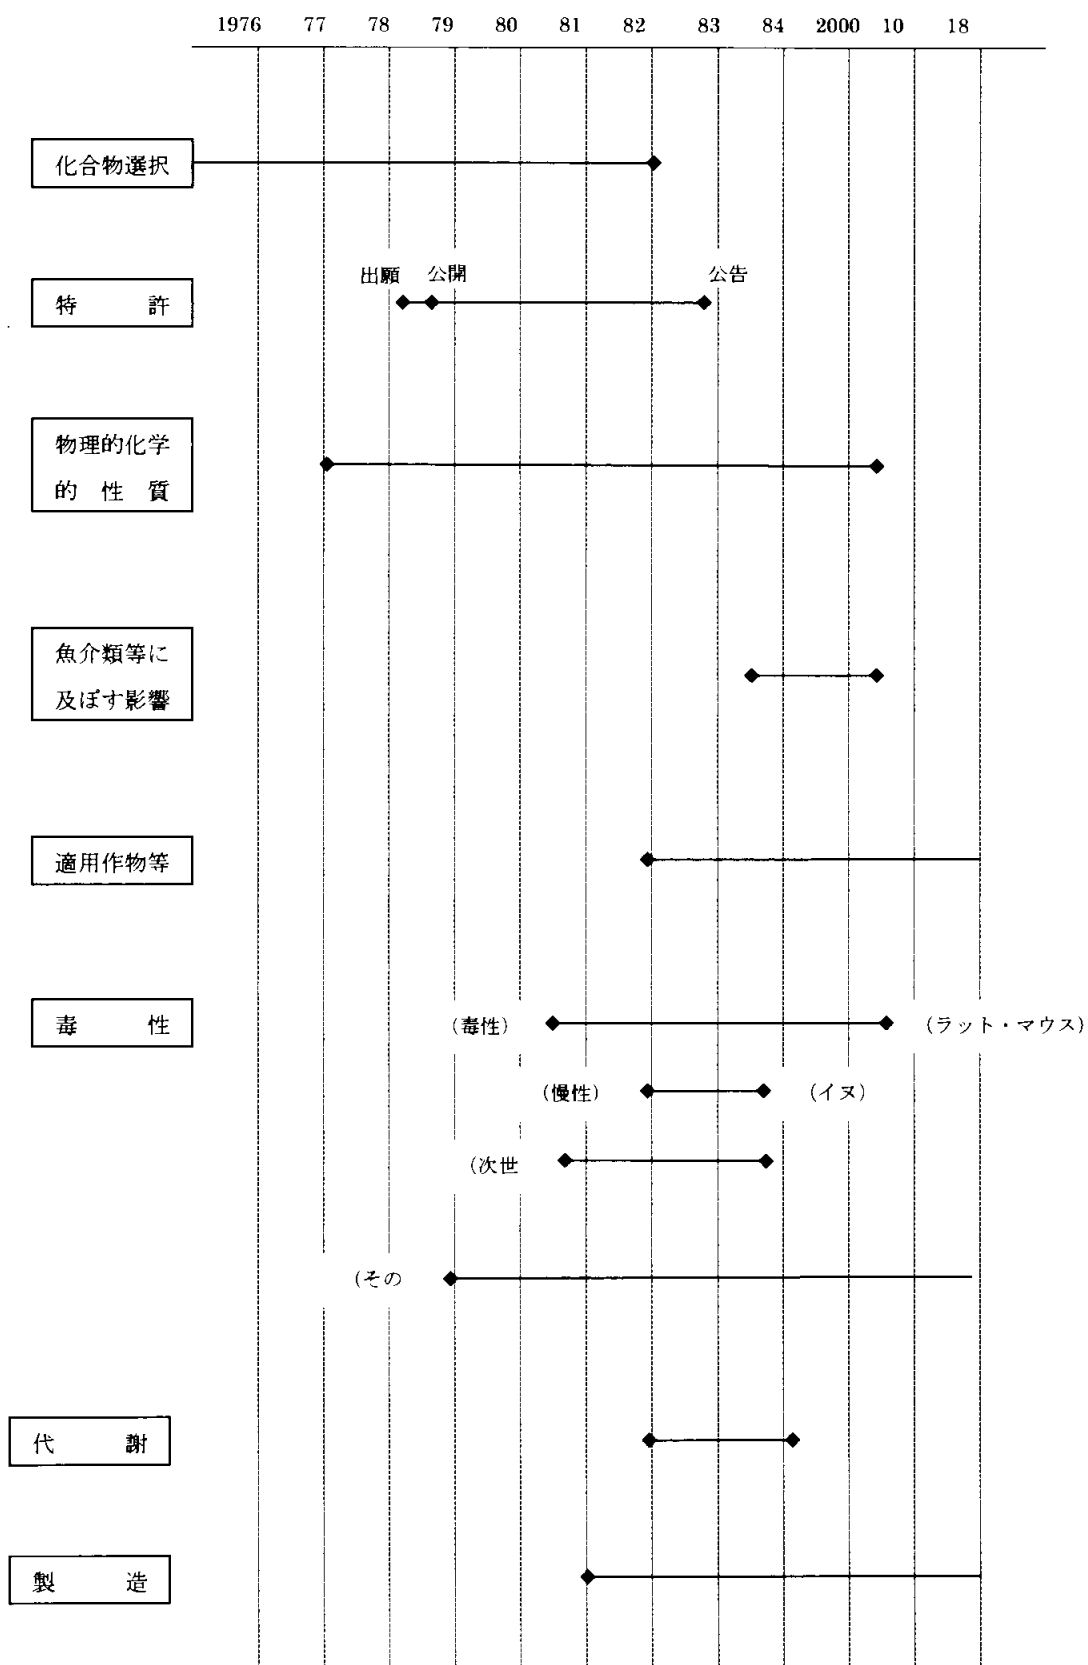 1976 77 78 79 80 81 82 83 84 2000 10 18
化合物選択
出願 公開 公告
特許
物理的化学
的性質
魚介類等に
及ぼす影響
適用作物等
毒性
(毒性) (ラット・マウス)
(慢性) (イヌ)
(次世
(その
代謝
製造